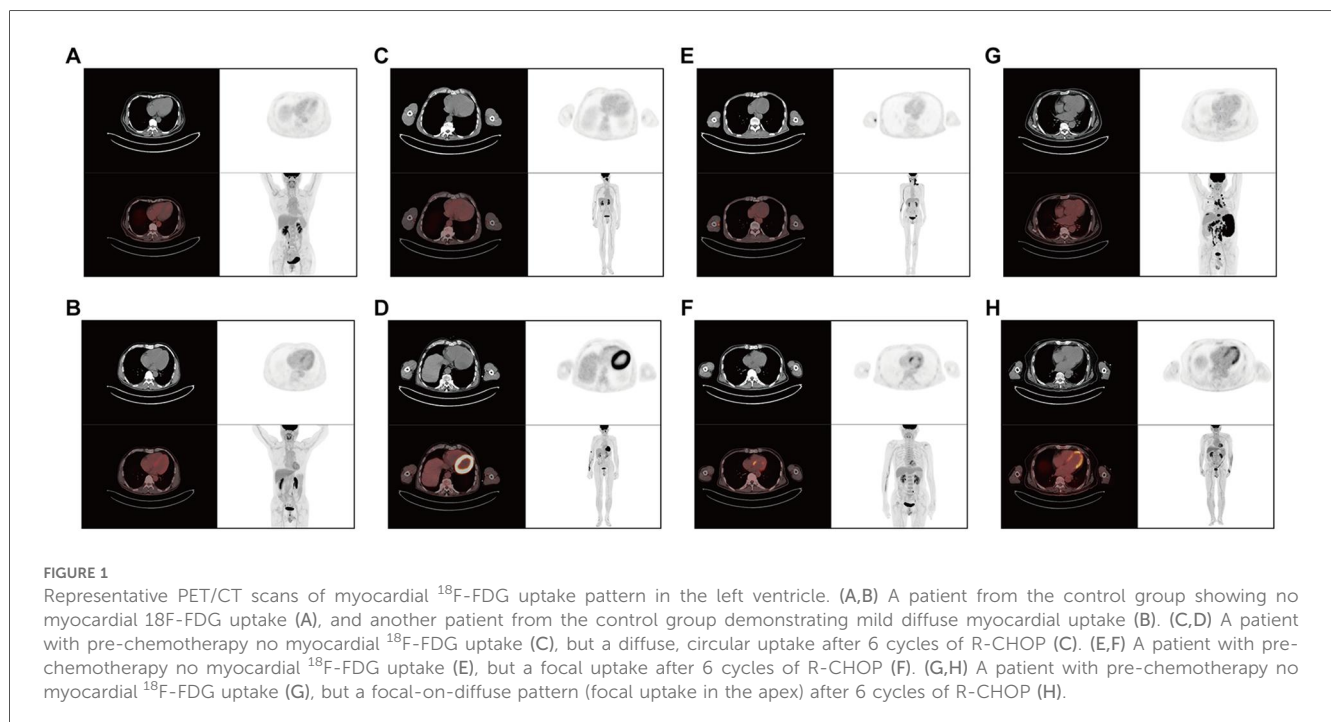 A
C
E
G
B
D
F
H
FIGURE 1
Representative PET/CT scans of myocardial ¹⁸F-FDG uptake pattern in the left ventricle. (A,B) A patient from the control group showing no
myocardial 18F-FDG uptake (A), and another patient from the control group demonstrating mild diffuse myocardial uptake (B). (C,D) A patient
with pre-chemotherapy no myocardial ¹⁸F-FDG uptake (C), but a diffuse, circular uptake after 6 cycles of R-CHOP (C). (E,F) A patient with pre-
chemotherapy no myocardial ¹⁸F-FDG uptake (E), but a focal uptake after 6 cycles of R-CHOP (F). (G,H) A patient with pre-chemotherapy no
myocardial ¹⁸F-FDG uptake (G), but a focal-on-diffuse pattern (focal uptake in the apex) after 6 cycles of R-CHOP (H).